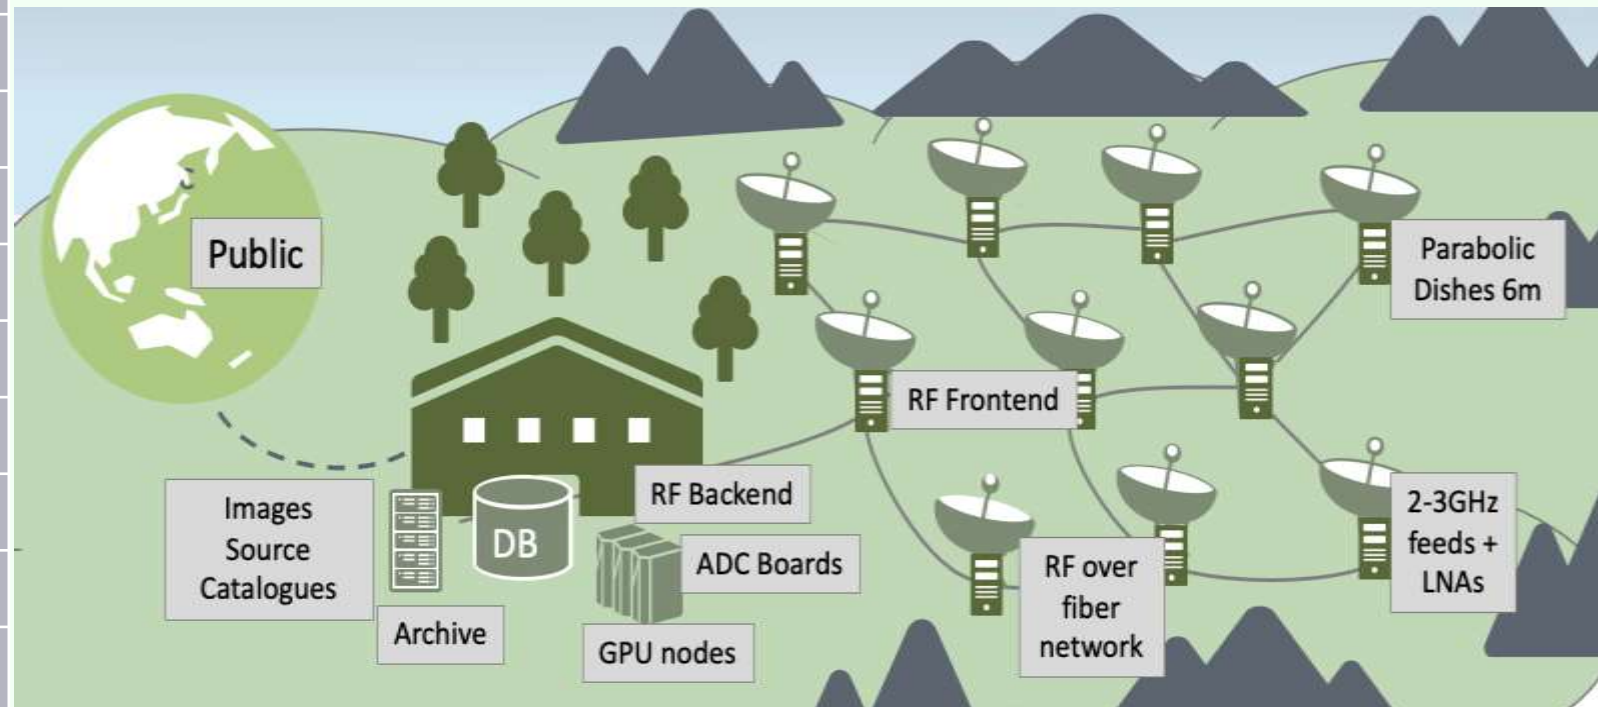 Public
Parabolic
Dishes 6m
RF Frontend
RF Backend
Images
Source
Catalogues
DB
ADC Boards
2-3GHz
feeds +
LNAs
RF over
fiber
network
Archive
GPU nodes